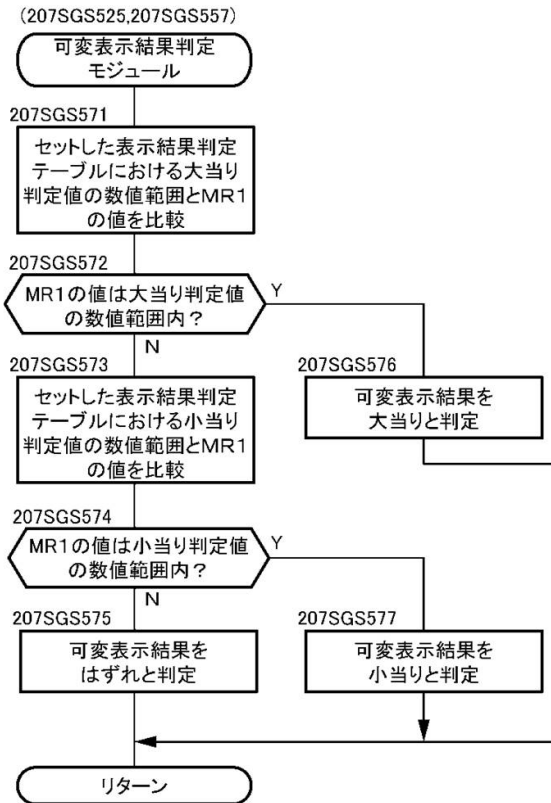 (207SGS525,207SGS557)
可変表示結果判定
モジュール
207SGS571
セットした表示結果判定
テーブルにおける大当り
判定値の数値範囲とMR1
の値を比較
207SGS572
MR1の値は大当り判定値
の数値範囲内?
Y
N
207SGS573
セットした表示結果判定
テーブルにおける小当り
判定値の数値範囲とMR1
の値を比較
207SGS576
可変表示結果を
大当りと判定
207SGS574
MR1の値は小当り判定値
の数値範囲内?
Y
N
207SGS575
可変表示結果を
はずれと判定
207SGS577
可変表示結果を
小当りと判定
リターン